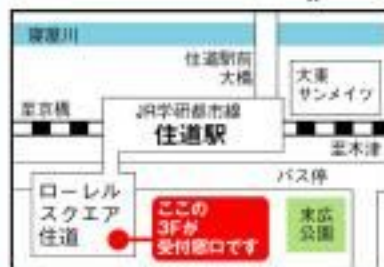 寝屋川
住道駅前
大橋
大東
サンメイツ
至京橋
JR学研都市線
住道駅
至木津
バス停
ローレル
スクエア
住道
ここの
3Fが
受付窓口です
末広
公園